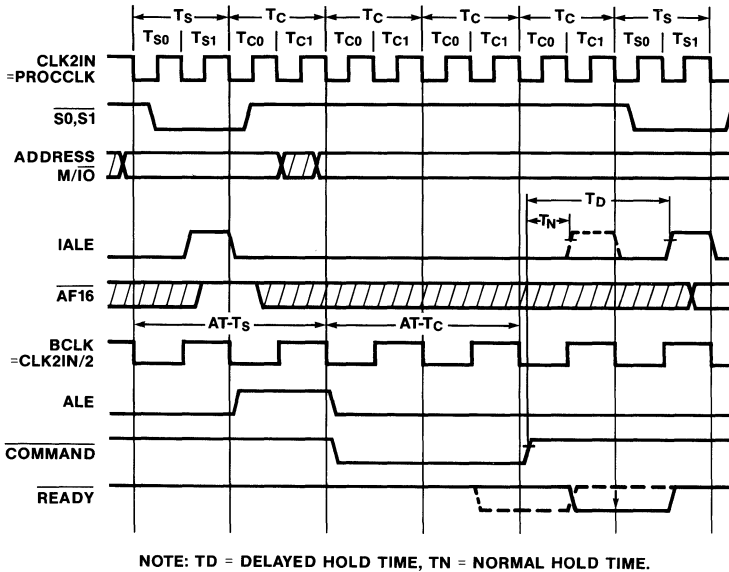 TS TC TC TC TC TS
TS0 TS1 TC0 TC1 TC0 TC1 TC0 TC1 TC0 TC1 TS0 TS1
CLK2IN
=PROCCLK
S0,S1
ADDRESS
M/IO
TD
TN
IALE
AF16
AT-TS AT-TC
BCLK
=CLK2IN/2
ALE
COMMAND
READY
NOTE: TD = DELAYED HOLD TIME, TN = NORMAL HOLD TIME.